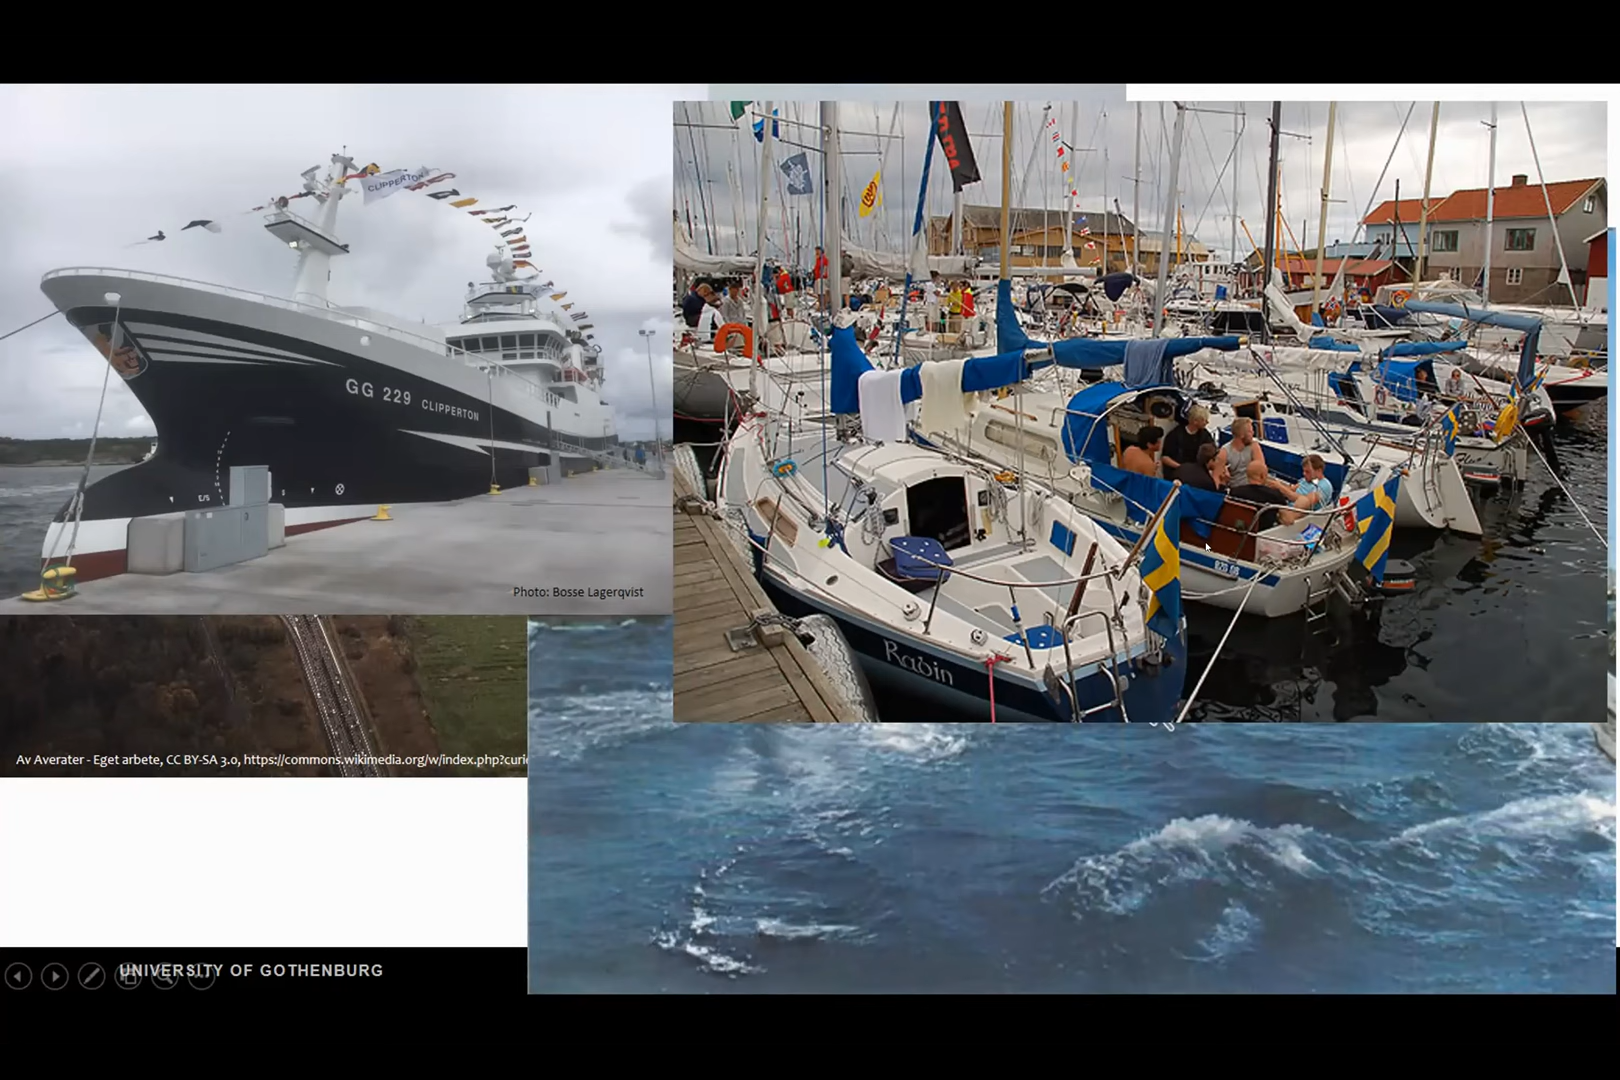 CLIPPERTON
GG 229 CLIPPERTON
Photo: Bosse Lagerqvist
Rabin
Av Averater - Eget arbete, CC BY-SA 3.0, https://commons.wikimedia.org/w/index.php?curi
UNIVERSITY OF GOTHENBURG